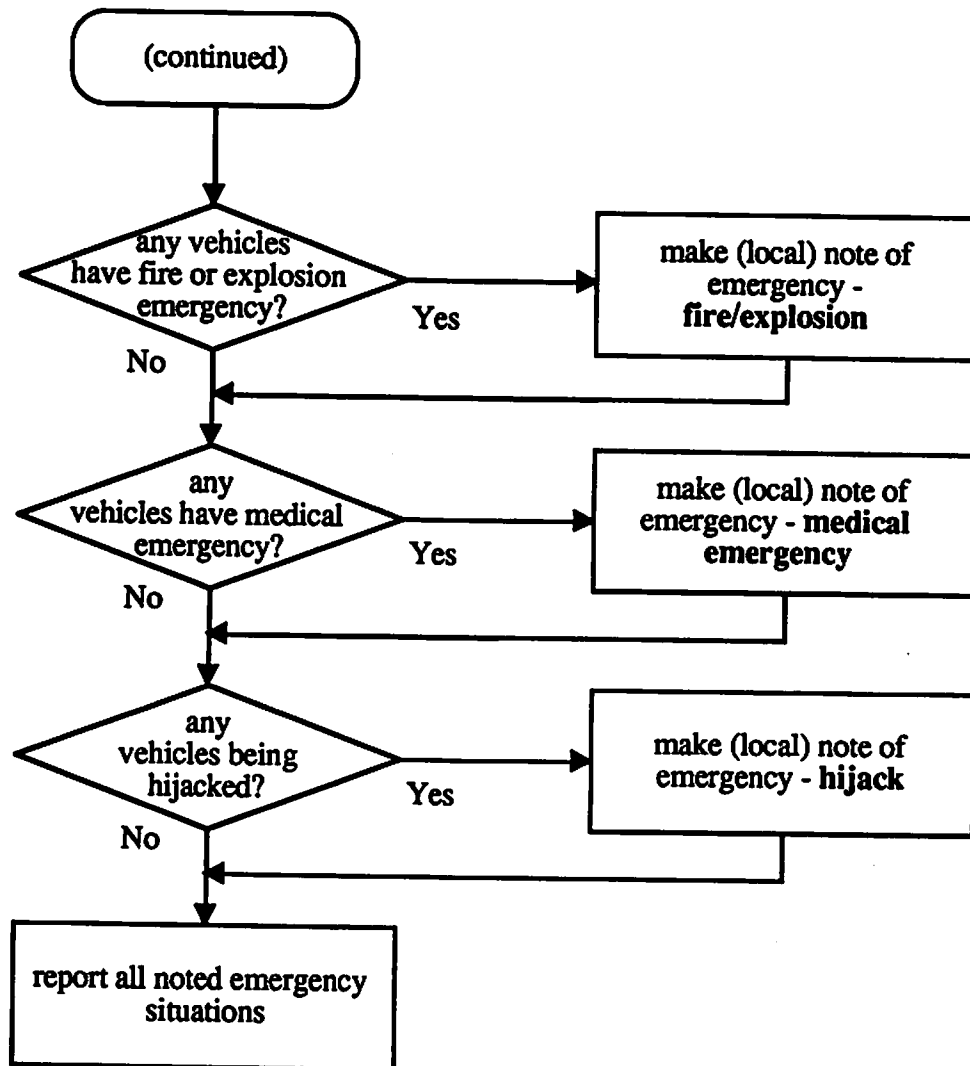 (continued)
any vehicles
have fire or explosion
emergency?
Yes
No
make (local) note of
emergency -
fire/explosion
any
vehicles have medical
emergency?
Yes
No
make (local) note of
emergency - medical
emergency
any
vehicles being
hijacked?
Yes
No
make (local) note of
emergency - hijack
report all noted emergency
situations